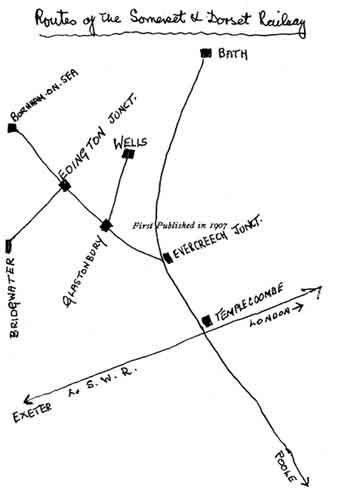 Routes of The Somerset & Dorset Railway
BATH
BURNHAM-ON-SEA
EDINGTON JUNCT.
WELLS
First Published in 1907
GLASTONBURY
EVERCREECH JUNCT.
BRIDGWATER
TEMPLECOOMBE
LONDON
L. S. W. R.
EXETER
POOLE